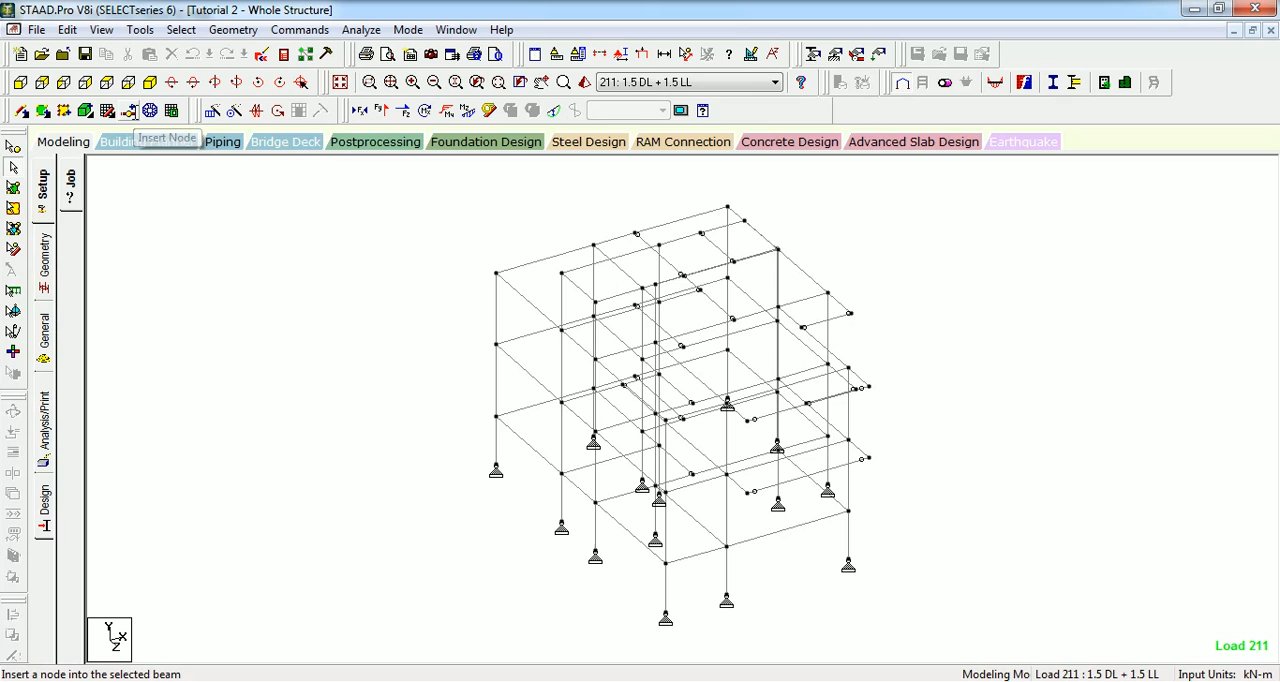 STAAD.Pro V8i (SELECTseries 6) - [Tutorial 2 - Whole Structure]
File Edit View Tools Select Geometry Commands Analyze Mode Window Help
211: 1.5 DL + 1.5 LL
Insert Node
Modeling Piping Bridge Deck Postprocessing Foundation Design Steel Design RAM Connection Concrete Design Advanced Slab Design Earthquake
Setup
? Job
Geometry
General
Analysis/Print
Design
Y
X
Z
Load 211
Insert a node into the selected beam
Modeling Mo Load 211 : 1.5 DL + 1.5 LL Input Units: kN-m